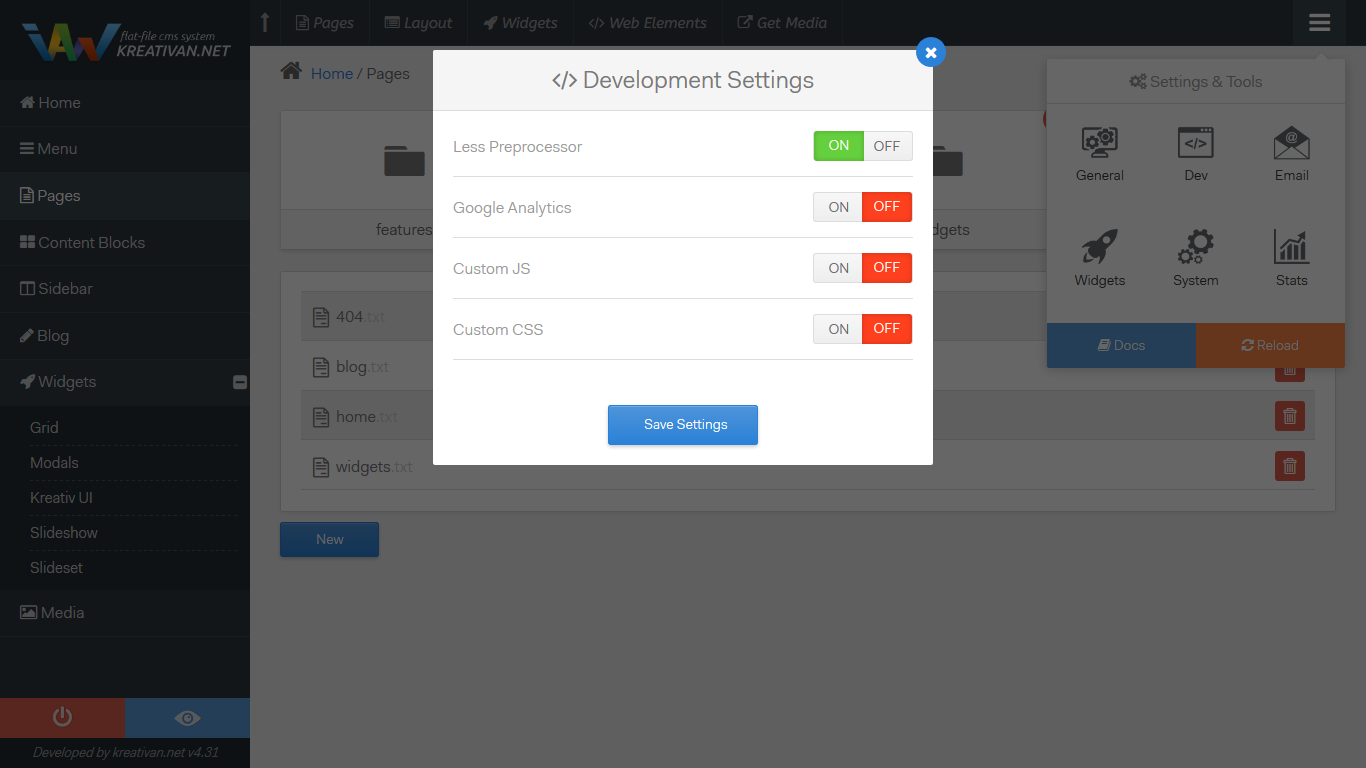 flat-file cms system
KREATIVAN.NET
Pages
Layout
Widgets
Web Elements
Get Media
Home
Menu
Pages
Content Blocks
Sidebar
Blog
Widgets
Grid
Modals
Kreativ UI
Slideshow
Slideset
Media
Developed by kreativan.net v4.31
Home / Pages
features
404.txt
blog.txt
home.txt
widgets.txt
New
Development Settings
Less Preprocessor ON OFF
Google Analytics ON OFF
Custom JS ON OFF
Custom CSS ON OFF
Save Settings
Settings & Tools
General Dev Email
Widgets System Stats
Docs Reload